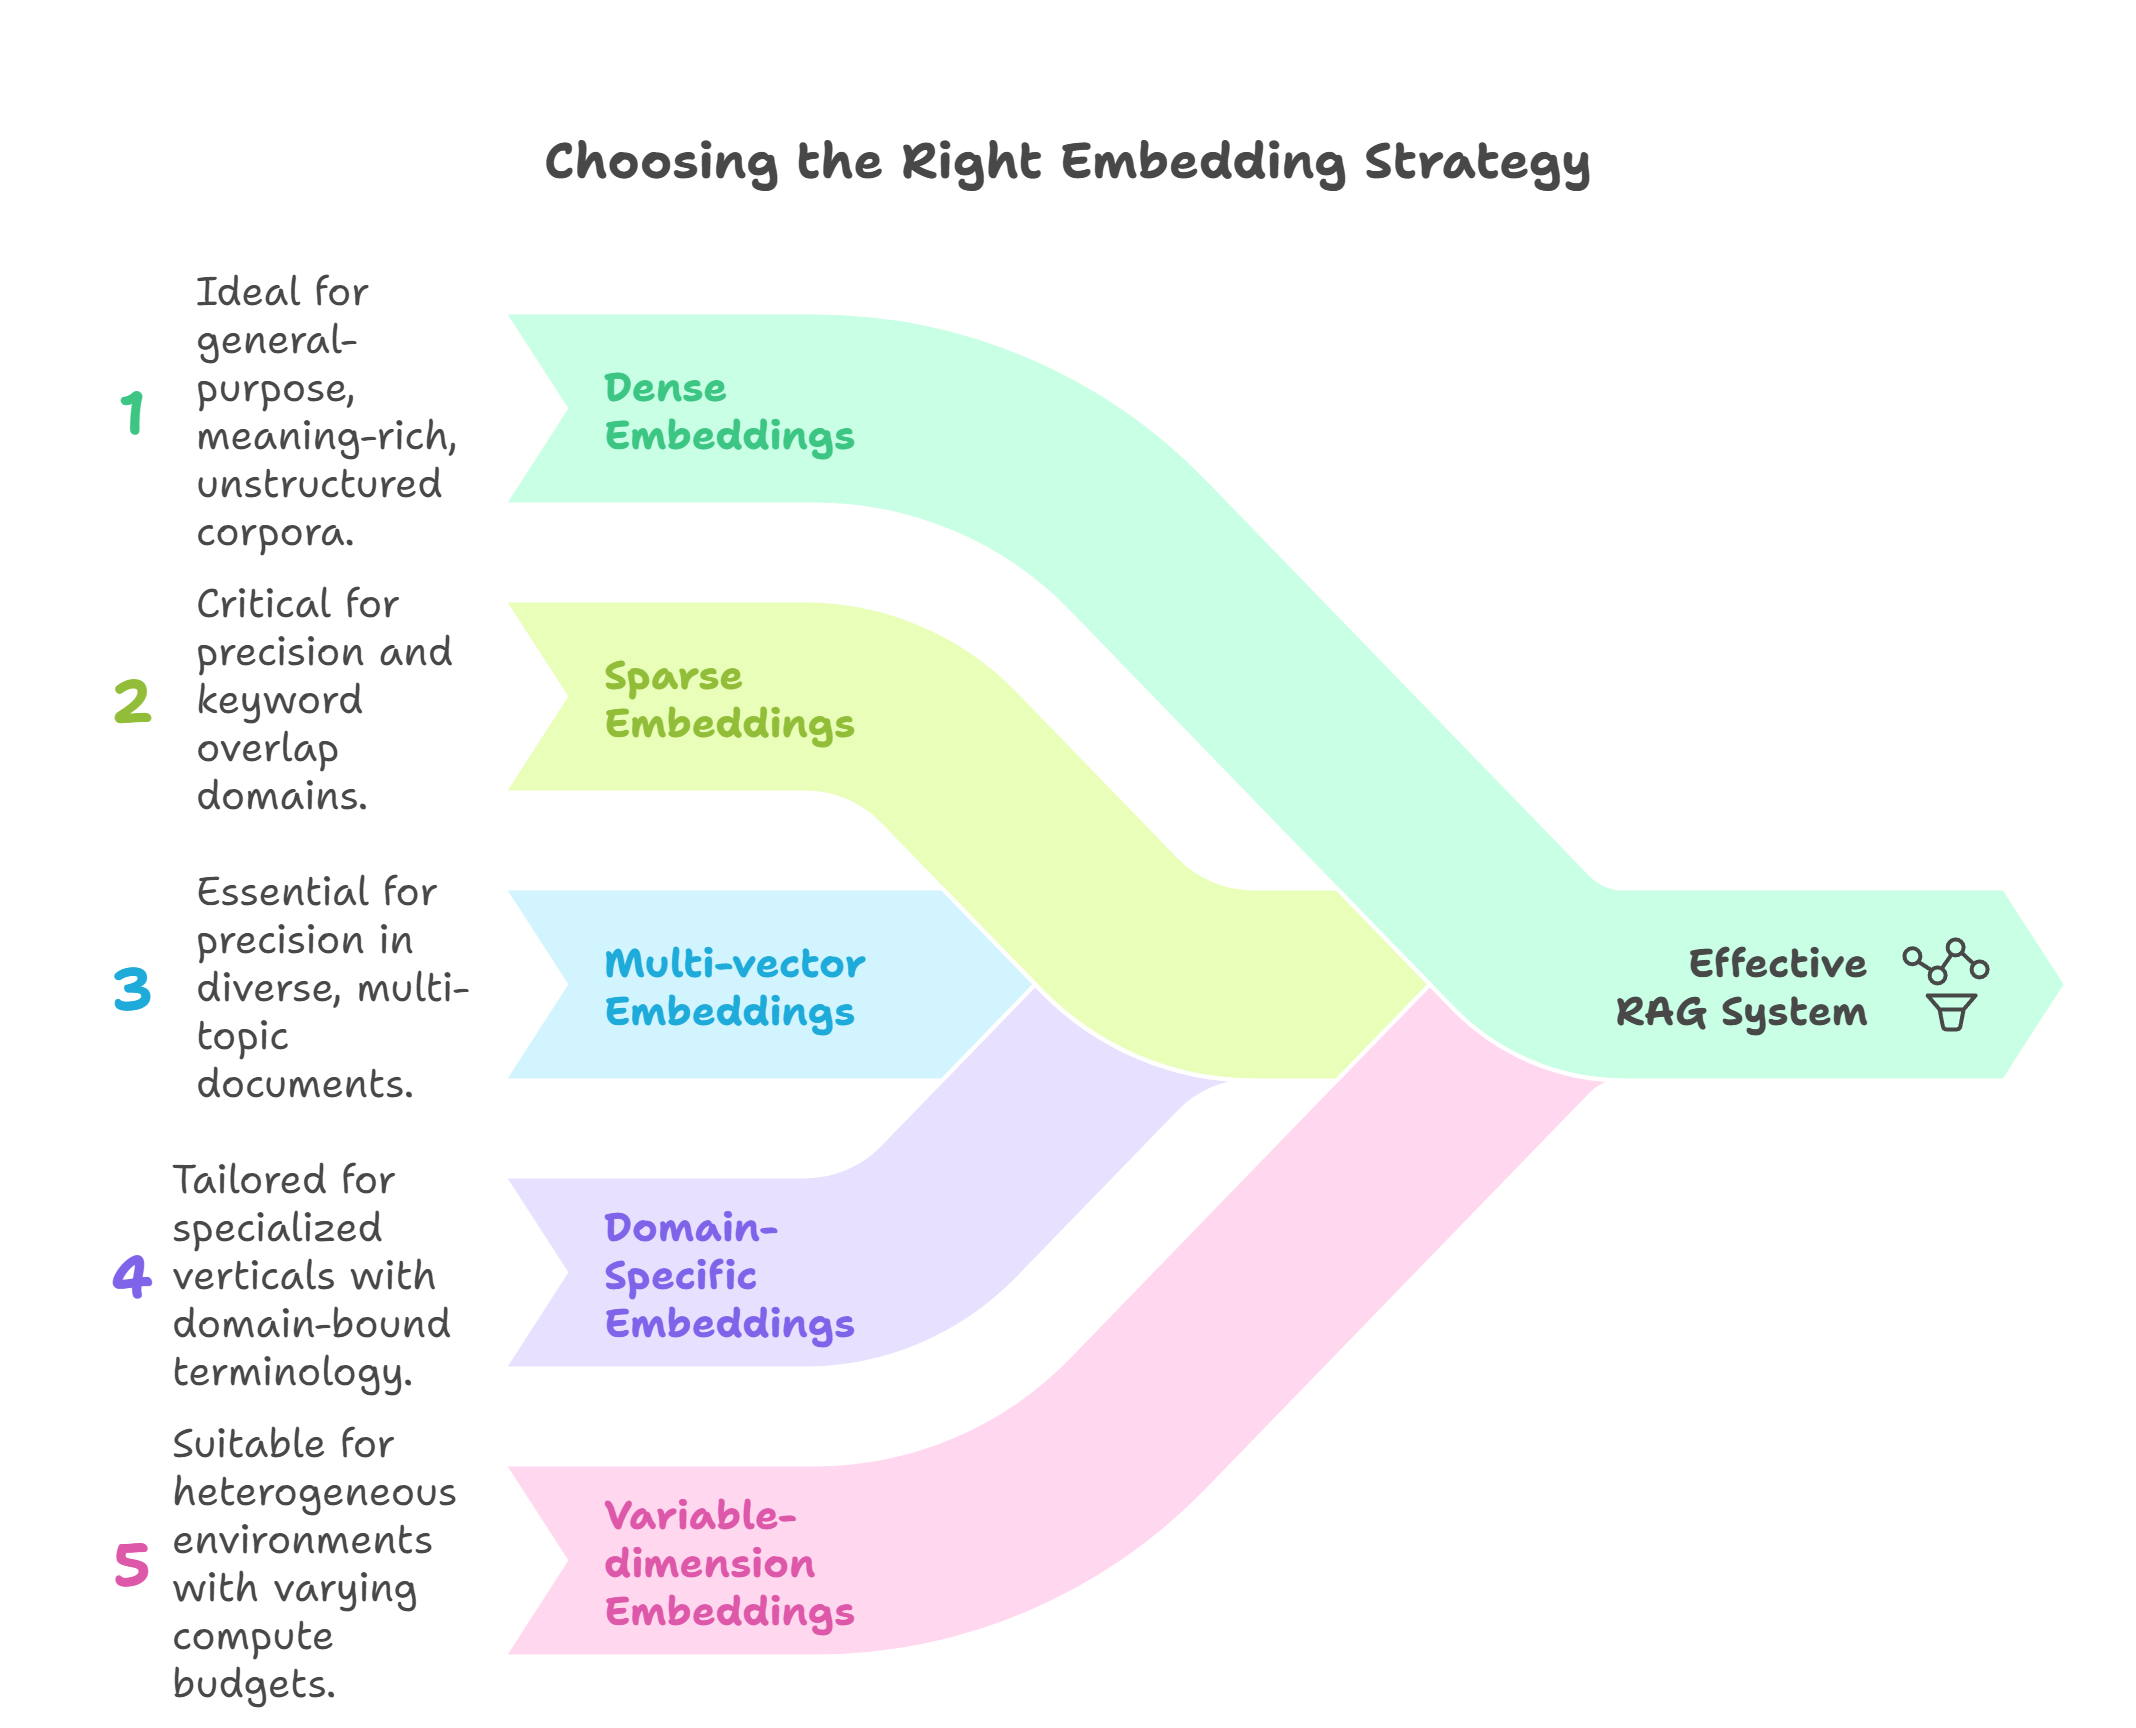 Choosing the Right Embedding Strategy
1
Ideal for
general-
purpose,
meaning-rich,
unstructured
corpora.
Dense
Embeddings
2
Critical for
precision and
keyword
overlap
domains.
Sparse
Embeddings
3
Essential for
precision in
diverse, multi-
topic
documents.
Multi-vector
Embeddings
Effective
RAG System
4
Tailored for
specialized
verticals with
domain-bound
terminology.
Domain-
Specific
Embeddings
5
Suitable for
heterogeneous
environments
with varying
compute
budgets.
Variable-
dimension
Embeddings